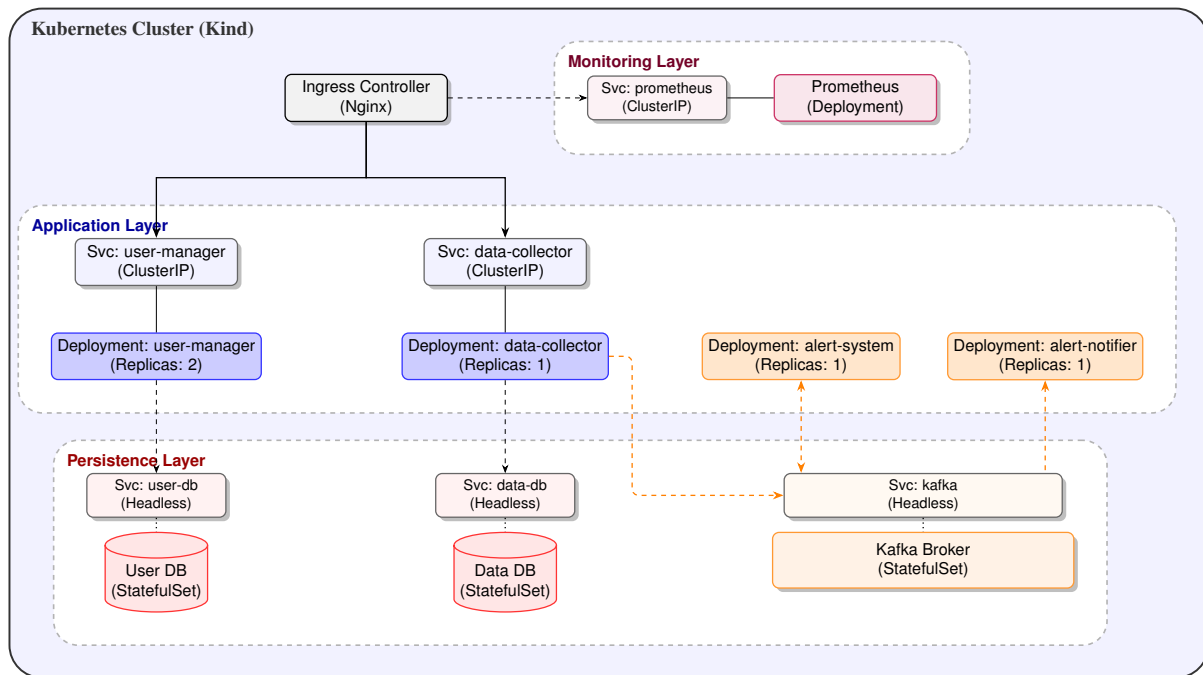 Kubernetes Cluster (Kind)
Monitoring Layer
Ingress Controller
(Nginx)
Svc: prometheus
(ClusterIP)
Prometheus
(Deployment)
Application Layer
Svc: user-manager
(ClusterIP)
Svc: data-collector
(ClusterIP)
Deployment: user-manager
(Replicas: 2)
Deployment: data-collector
(Replicas: 1)
Deployment: alert-system
(Replicas: 1)
Deployment: alert-notifier
(Replicas: 1)
Persistence Layer
Svc: user-db
(Headless)
Svc: data-db
(Headless)
Svc: kafka
(Headless)
User DB
(StatefulSet)
Data DB
(StatefulSet)
Kafka Broker
(StatefulSet)